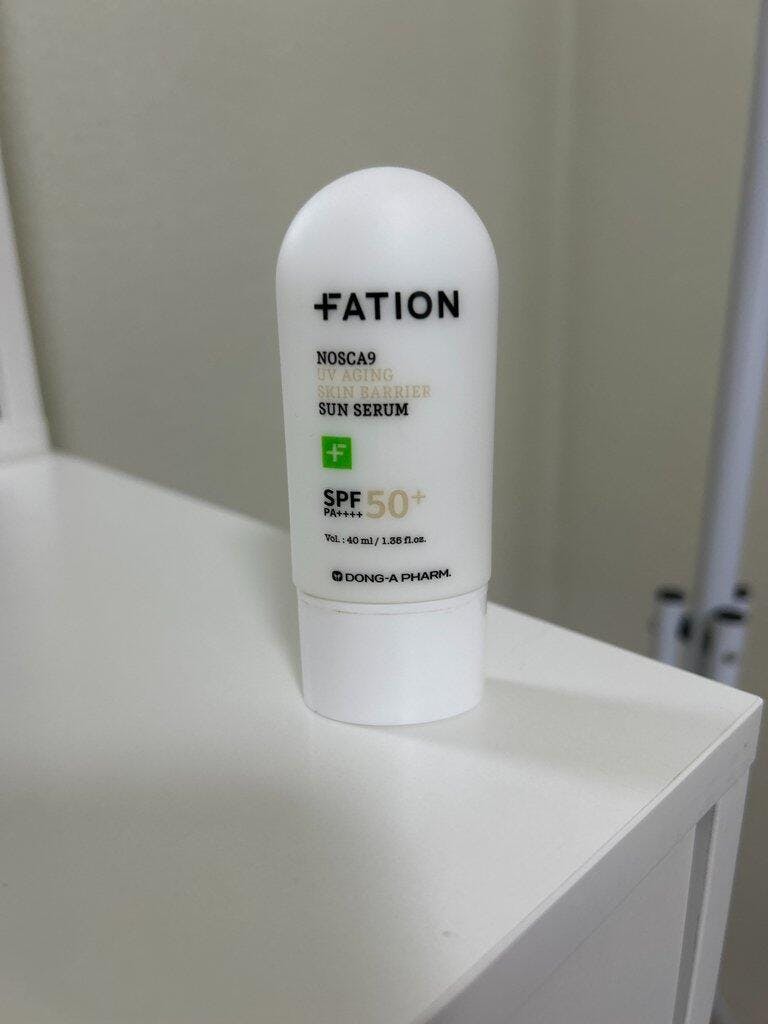 FATION
NOSCA9
UV AGING
SKIN BARRIER
SUN SERUM
SPF 50+
PA++++
Vol. : 40 ml / 1.35 fl.oz.
DONG-A PHARM.